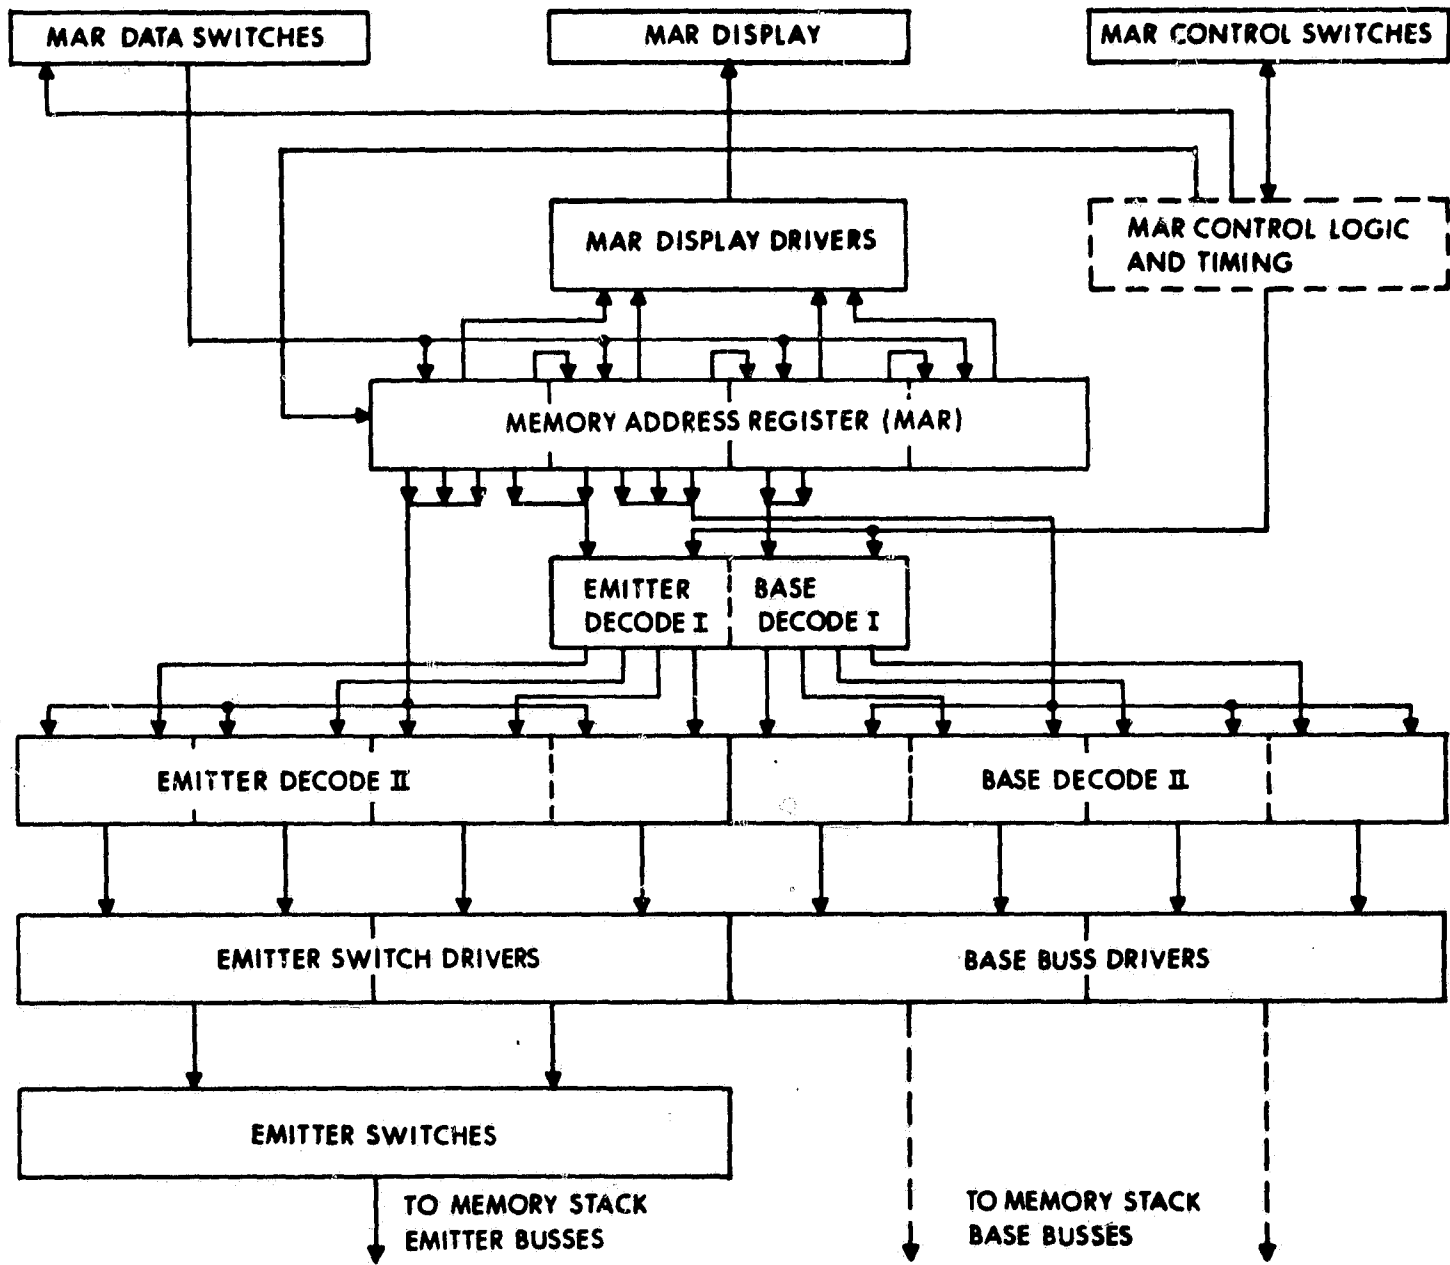 MAR DATA SWITCHES
MAR DISPLAY
MAR CONTROL SWITCHES
MAR DISPLAY DRIVERS
MAR CONTROL LOGIC
AND TIMING
MEMORY ADDRESS REGISTER (MAR)
EMITTER
DECODE I
BASE
DECODE I
EMITTER DECODE II
BASE DECODE II
EMITTER SWITCH DRIVERS
BASE BUSS DRIVERS
EMITTER SWITCHES
TO MEMORY STACK
EMITTER BUSSES
TO MEMORY STACK
BASE BUSSES